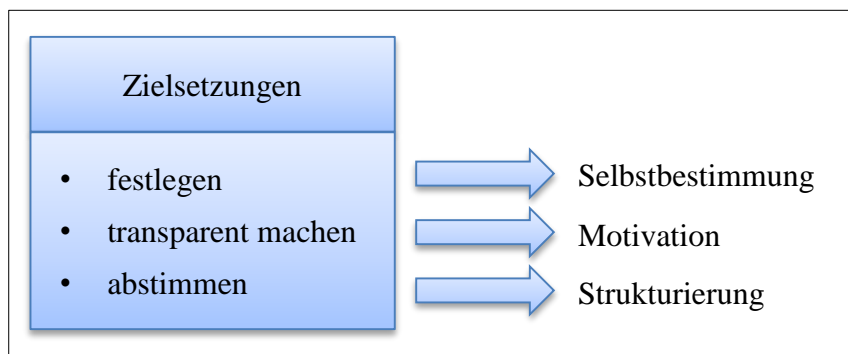 Zielsetzungen
• festlegen
Selbstbestimmung
• transparent machen
Motivation
• abstimmen
Strukturierung